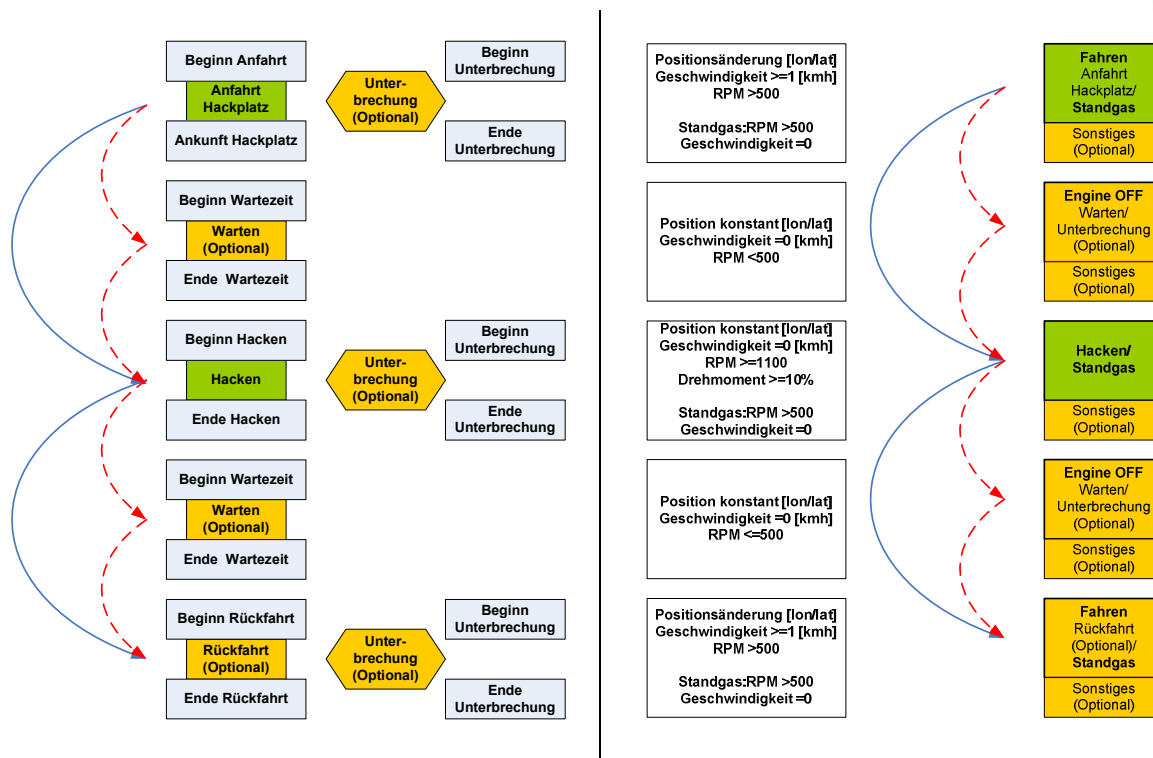 Beginn Anfahrt
Anfahrt
Hackplatz
Ankunft Hackplatz
Unter-
brechung
(Optional)
Beginn
Unterbrechung
Ende
Unterbrechung
Beginn Wartezeit
Warten
(Optional)
Ende Wartezeit
Beginn Hacken
Hacken
Ende Hacken
Unter-
brechung
(Optional)
Beginn
Unterbrechung
Ende
Unterbrechung
Beginn Wartezeit
Warten
(Optional)
Ende Wartezeit
Beginn Rückfahrt
Rückfahrt
(Optional)
Ende Rückfahrt
Unter-
brechung
(Optional)
Beginn
Unterbrechung
Ende
Unterbrechung
Positionsänderung [lon/lat]
Geschwindigkeit >=1 [kmh]
RPM >500
Standgas:RPM >500
Geschwindigkeit =0
Position konstant [lon/lat]
Geschwindigkeit =0 [kmh]
RPM <500
Position konstant [lon/lat]
Geschwindigkeit =0 [kmh]
RPM >=1100
Drehmoment >=10%
Standgas:RPM >500
Geschwindigkeit =0
Position konstant [lon/lat]
Geschwindigkeit =0 [kmh]
RPM <=500
Positionsänderung [lon/lat]
Geschwindigkeit >=1 [kmh]
RPM >500
Standgas:RPM >500
Geschwindigkeit =0
Fahren
Anfahrt
Hackplatz/
Standgas
Sonstiges
(Optional)
Engine OFF
Warten/
Unterbrechung
(Optional)
Sonstiges
(Optional)
Hacken/
Standgas
Sonstiges
(Optional)
Engine OFF
Warten/
Unterbrechung
(Optional)
Sonstiges
(Optional)
Fahren
Rückfahrt
(Optional)/
Standgas
Sonstiges
(Optional)